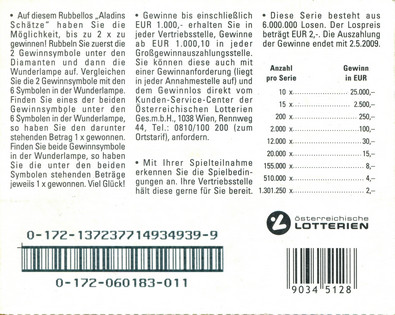 • Auf diesem Rubbellos „Aladins
Schätze" haben Sie die
Möglichkeit, bis zu 2 x zu
gewinnen! Rubbeln Sie zuerst die
2 Gewinnsymbole unter den
Diamanten und dann die
Wunderlampe auf. Vergleichen
Sie die 2 Gewinnsymbole mit den
6 Symbolen in der Wunderlampe.
Finden Sie eines der beiden
Gewinnsymbole unter den
6 Symbolen in der Wunderlampe,
so haben Sie den darunter
stehenden Betrag 1 x gewonnen.
Finden Sie beide Gewinnsymbole
in der Wunderlampe, so haben
Sie die unter den beiden
Symbolen stehenden Beträge
jeweils 1 x gewonnen. Viel Glück!
• Gewinne bis einschließlich
EUR 1.000,- erhalten Sie in
jeder Vertriebsstelle, Gewinne
ab EUR 1.000,10 in jeder
Großgewinnauszahlungsstelle.
Sie können diese auch mit
einer Gewinnanforderung (liegt
in jeder Annahmestelle auf) und
dem Gewinnlos direkt vom
Kunden-Service-Center der
Österreichischen Lotterien
Ges.m.b.H., 1038 Wien, Rennweg
44, Tel.: 0810/100 200 (zum
Ortstarif), anfordern.
• Mit Ihrer Spielteilnahme
erkennen Sie die Spielbedin-
gungen an. Ihre Vertriebsstelle
hält diese gerne für Sie bereit.
• Diese Serie besteht aus
6.000.000 Losen. Der Lospreis
beträgt EUR 2,-. Die Auszahlung
der Gewinne endet mit 2.5.2009.
Anzahl Gewinn
pro Serie in EUR
10 x 25.000,–
15 x 2.500,–
200 x 250,–
2.000 x 100,–
12.000 x 30,–
20.000 x 15,–
155.000 x 8,–
510.000 x 4,–
1.301.250 x 2,–
0-172-137237714934939-9
0-172-060183-011
österreichische
LOTTERIEN
9034 5128